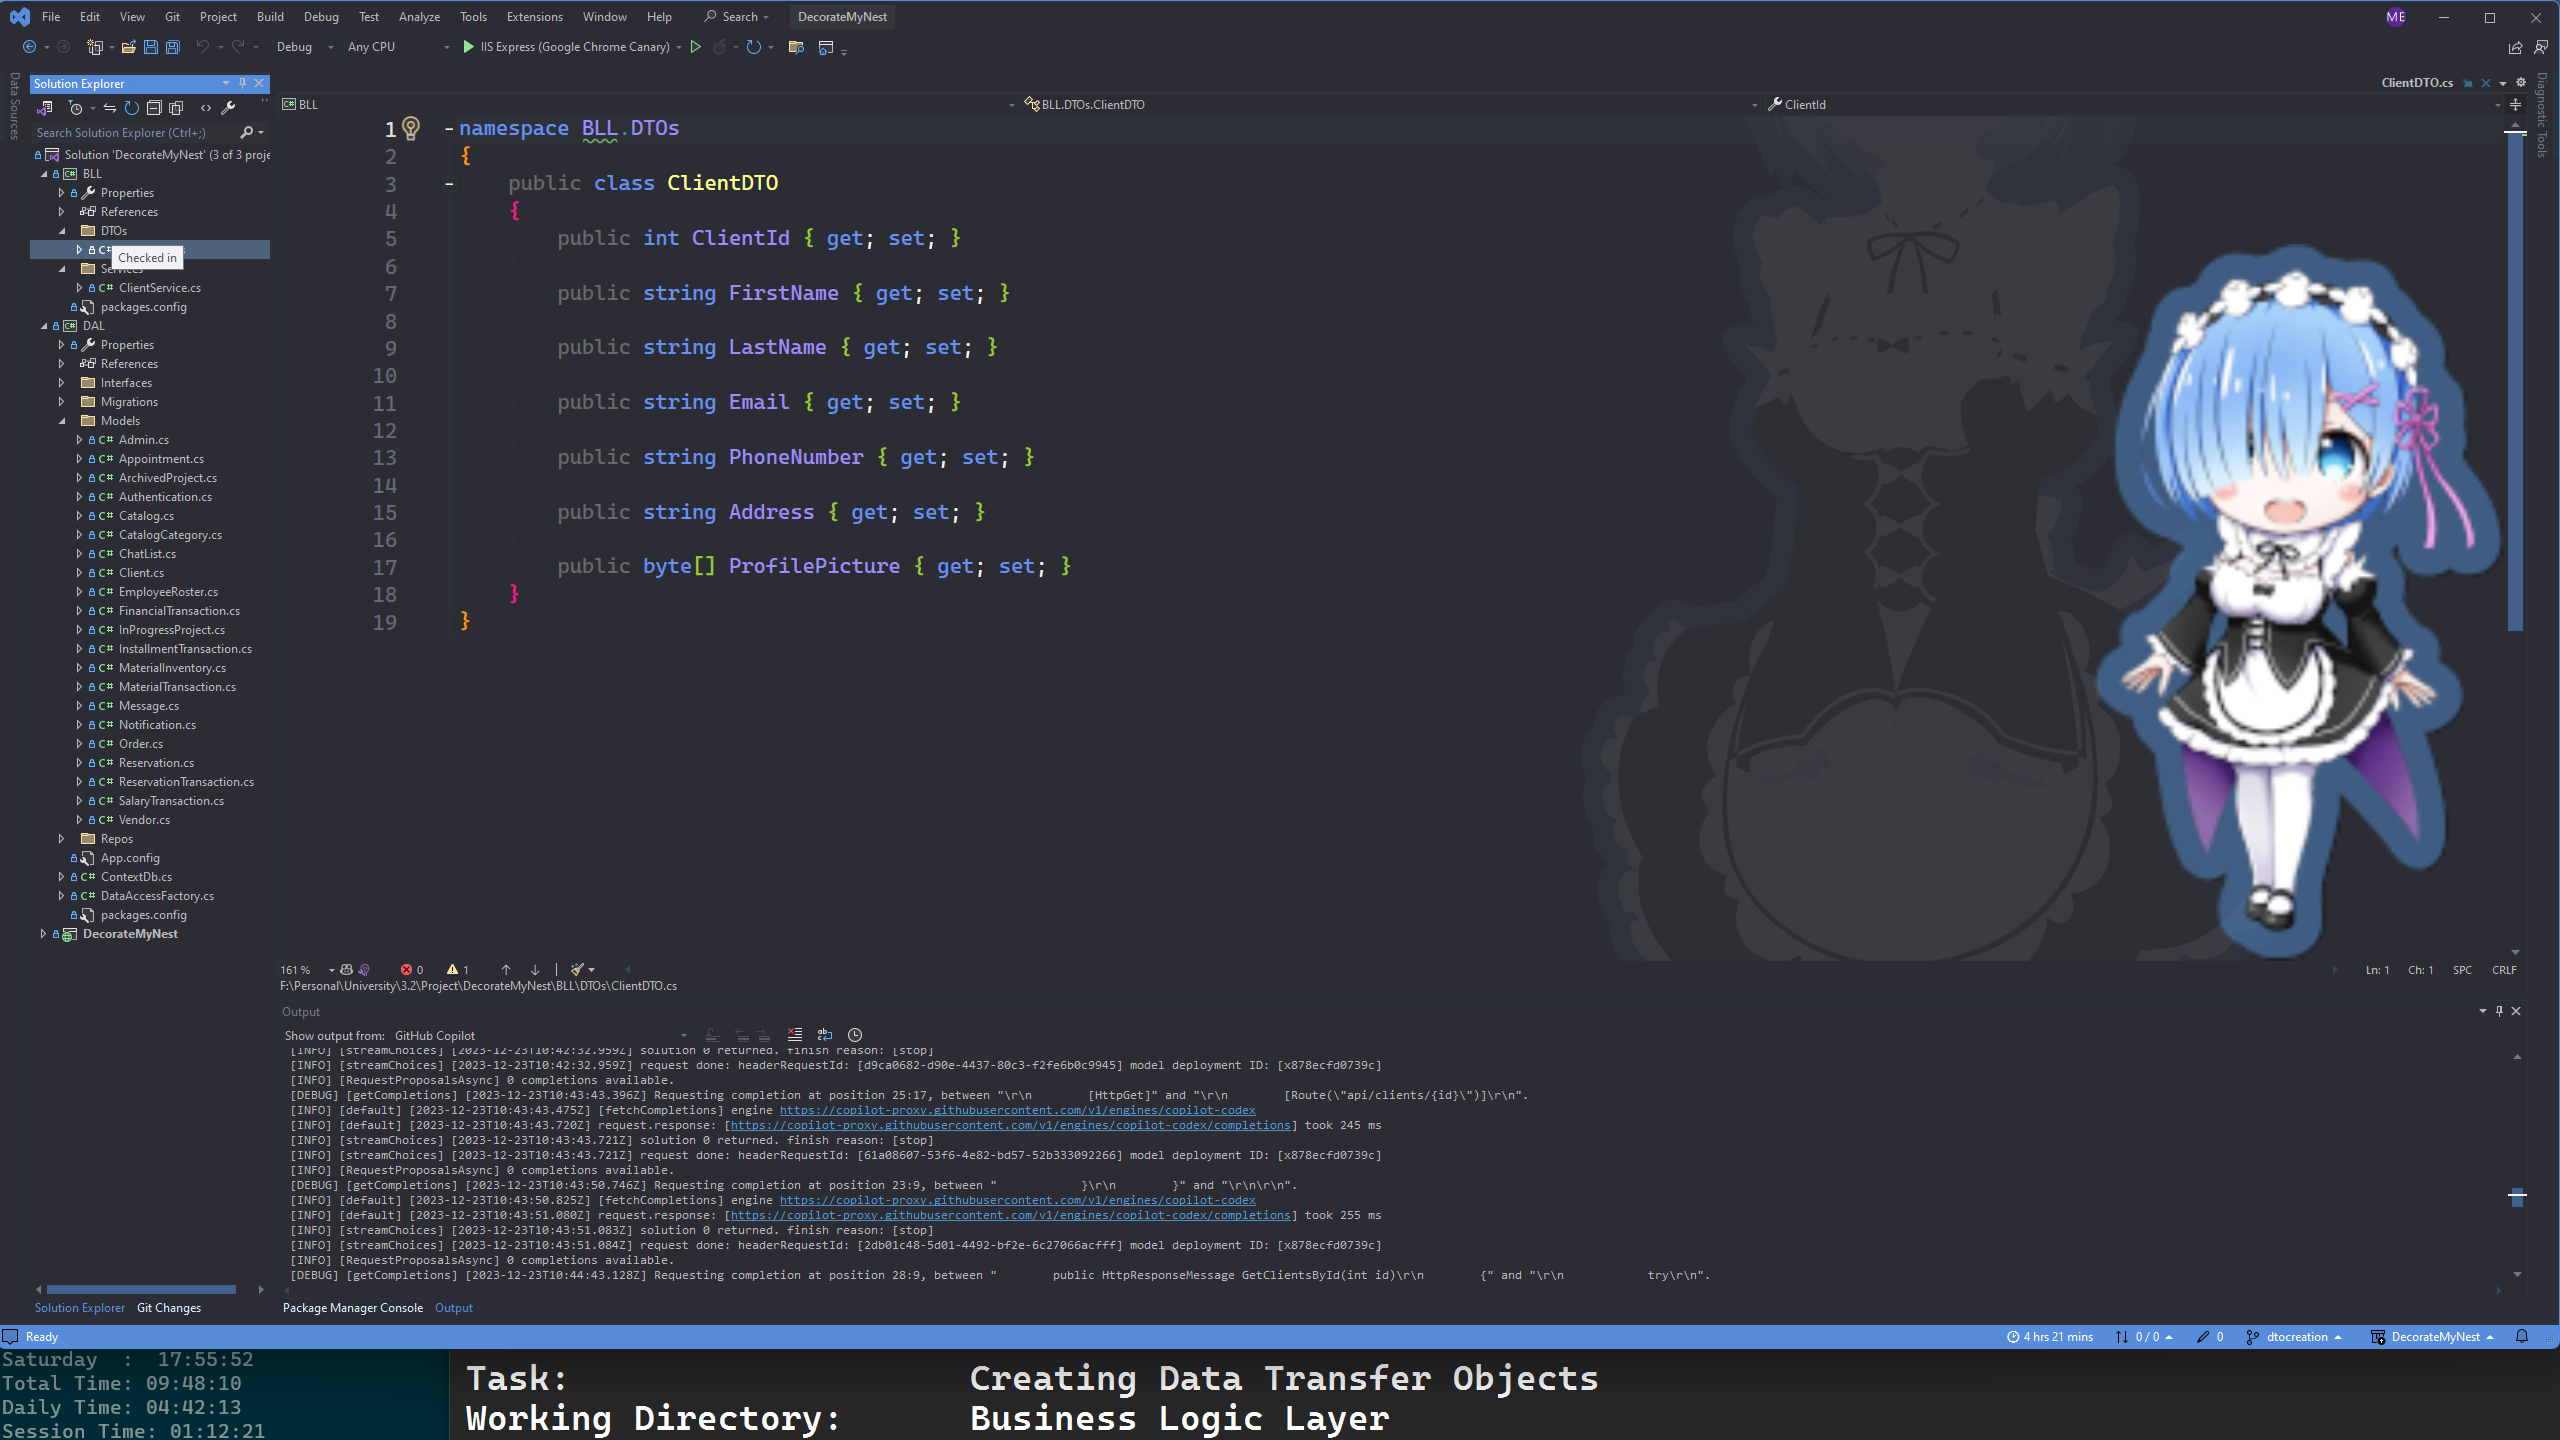 File Edit View Git Project Build Debug Test Analyze Tools Extensions Window Help Search DecorateMyNest ME
Debug Any CPU IIS Express (Google Chrome Canary)
Data Sources
Solution Explorer
Search Solution Explorer (Ctrl+;)
Solution 'DecorateMyNest' (3 of 3 proje
BLL
Properties
References
DTOs
C#
Checked in
Services
C# ClientService.cs
packages.config
DAL
Properties
References
Interfaces
Migrations
Models
C# Admin.cs
C# Appointment.cs
C# ArchivedProject.cs
C# Authentication.cs
C# Catalog.cs
C# CatalogCategory.cs
C# ChatList.cs
C# Client.cs
C# EmployeeRoster.cs
C# FinancialTransaction.cs
C# InProgressProject.cs
C# InstallmentTransaction.cs
C# MaterialInventory.cs
C# MaterialTransaction.cs
C# Message.cs
C# Notification.cs
C# Order.cs
C# Reservation.cs
C# ReservationTransaction.cs
C# SalaryTransaction.cs
C# Vendor.cs
Repos
App.config
C# ContextDb.cs
C# DataAccessFactory.cs
packages.config
DecorateMyNest
Solution Explorer Git Changes
ClientDTO.cs
Diagnostic Tools
C# BLL BLL.DTOs.ClientDTO ClientId
1 namespace BLL.DTOs
2 {
3 public class ClientDTO
4 {
5 public int ClientId { get; set; }
6
7 public string FirstName { get; set; }
8
9 public string LastName { get; set; }
10
11 public string Email { get; set; }
12
13 public string PhoneNumber { get; set; }
14
15 public string Address { get; set; }
16
17 public byte[] ProfilePicture { get; set; }
18 }
19 }
161 % 0 1 Ln: 1 Ch: 1 SPC CRLF
F:\Personal\University\3.2\Project\DecorateMyNest\BLL\DTOs\ClientDTO.cs
Output
Show output from: GitHub Copilot
[INFO] [streamChoices] [2023-12-23T10:42:32.959Z] solution 0 returned. finish reason: [stop]
[INFO] [streamChoices] [2023-12-23T10:42:32.959Z] request done: headerRequestId: [d9ca0682-d90e-4437-80c3-f2fe6b0c9945] model deployment ID: [x878ecfd0739c]
[INFO] [RequestProposalsAsync] 0 completions available.
[DEBUG] [getCompletions] [2023-12-23T10:43:43.396Z] Requesting completion at position 25:17, between "\r\n        [HttpGet]" and "\r\n        [Route(\"api/clients/{id}\")]\r\n".
[INFO] [default] [2023-12-23T10:43:43.475Z] [fetchCompletions] engine https://copilot-proxy.githubusercontent.com/v1/engines/copilot-codex
[INFO] [default] [2023-12-23T10:43:43.720Z] request.response: [https://copilot-proxy.githubusercontent.com/v1/engines/copilot-codex/completions] took 245 ms
[INFO] [streamChoices] [2023-12-23T10:43:43.721Z] solution 0 returned. finish reason: [stop]
[INFO] [streamChoices] [2023-12-23T10:43:43.721Z] request done: headerRequestId: [61a08607-53f6-4e82-bd57-52b333092266] model deployment ID: [x878ecfd0739c]
[INFO] [RequestProposalsAsync] 0 completions available.
[DEBUG] [getCompletions] [2023-12-23T10:43:50.746Z] Requesting completion at position 23:9, between "            }\r\n        }" and "\r\n\r\n".
[INFO] [default] [2023-12-23T10:43:50.825Z] [fetchCompletions] engine https://copilot-proxy.githubusercontent.com/v1/engines/copilot-codex
[INFO] [default] [2023-12-23T10:43:51.080Z] request.response: [https://copilot-proxy.githubusercontent.com/v1/engines/copilot-codex/completions] took 255 ms
[INFO] [streamChoices] [2023-12-23T10:43:51.083Z] solution 0 returned. finish reason: [stop]
[INFO] [streamChoices] [2023-12-23T10:43:51.084Z] request done: headerRequestId: [2db01c48-5d01-4492-bf2e-6c27066acfff] model deployment ID: [x878ecfd0739c]
[INFO] [RequestProposalsAsync] 0 completions available.
[DEBUG] [getCompletions] [2023-12-23T10:44:43.128Z] Requesting completion at position 28:9, between "        public HttpResponseMessage GetClientsById(int id)\r\n        {" and "\r\n            try\r\n".
Package Manager Console Output
Ready 4 hrs 21 mins 0 / 0 0 dtocreation DecorateMyNest
Saturday : 17:55:52
Total Time: 09:48:10
Daily Time: 04:42:13
Session Time: 01:12:21
Task: Creating Data Transfer Objects
Working Directory: Business Logic Layer